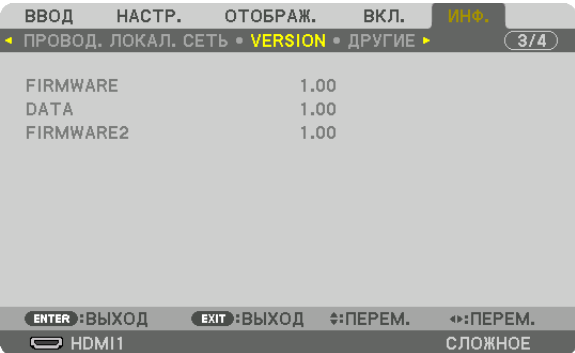 ВВОД НАСТР. ОТОБРАЖ. ВКЛ. ИНФ.
◂ ПРОВОД. ЛОКАЛ. СЕТЬ • VERSION • ДРУГИЕ ▸ 3/4
FIRMWARE 1.00
DATA 1.00
FIRMWARE2 1.00
ENTER :ВЫХОД EXIT :ВЫХОД ♦:ПЕРЕМ. ◂▸:ПЕРЕМ.
HDMI1 СЛОЖНОЕ